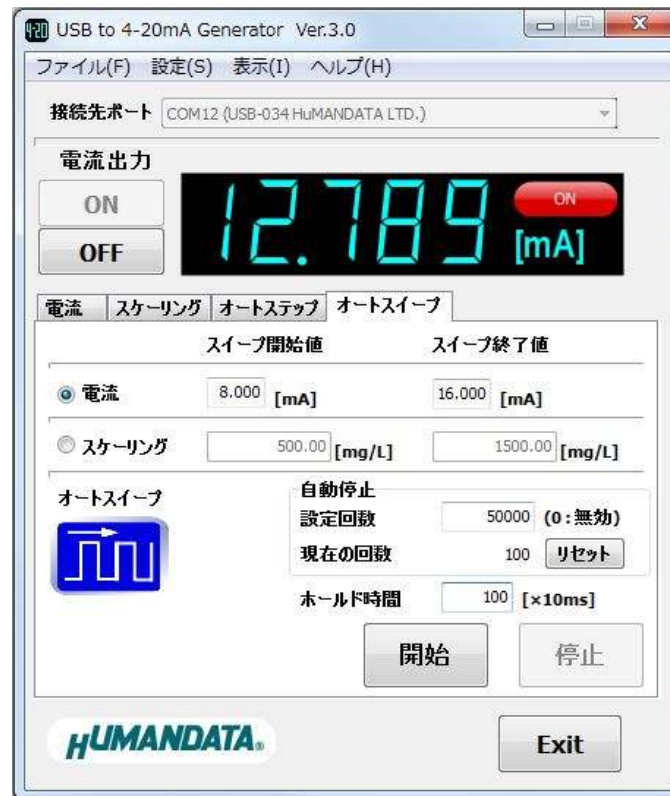 4-20 USB to 4-20mA Generator Ver.3.0
ファイル(F) 設定(S) 表示(I) ヘルプ(H)
接続先ポート COM12 (USB-034 HuMANDATA LTD.)
電流出力
ON
OFF
12.789
ON
[mA]
電流 スケーリング オートステップ オートスイープ
スイープ開始値 スイープ終了値
電流 8.000 [mA] 16.000 [mA]
スケーリング 500.00 [mg/L] 1500.00 [mg/L]
オートスイープ
自動停止
設定回数 50000 (0:無効)
現在の回数 100 リセット
ホールド時間 100 [×10ms]
開始 停止
HUMANDATA® Exit